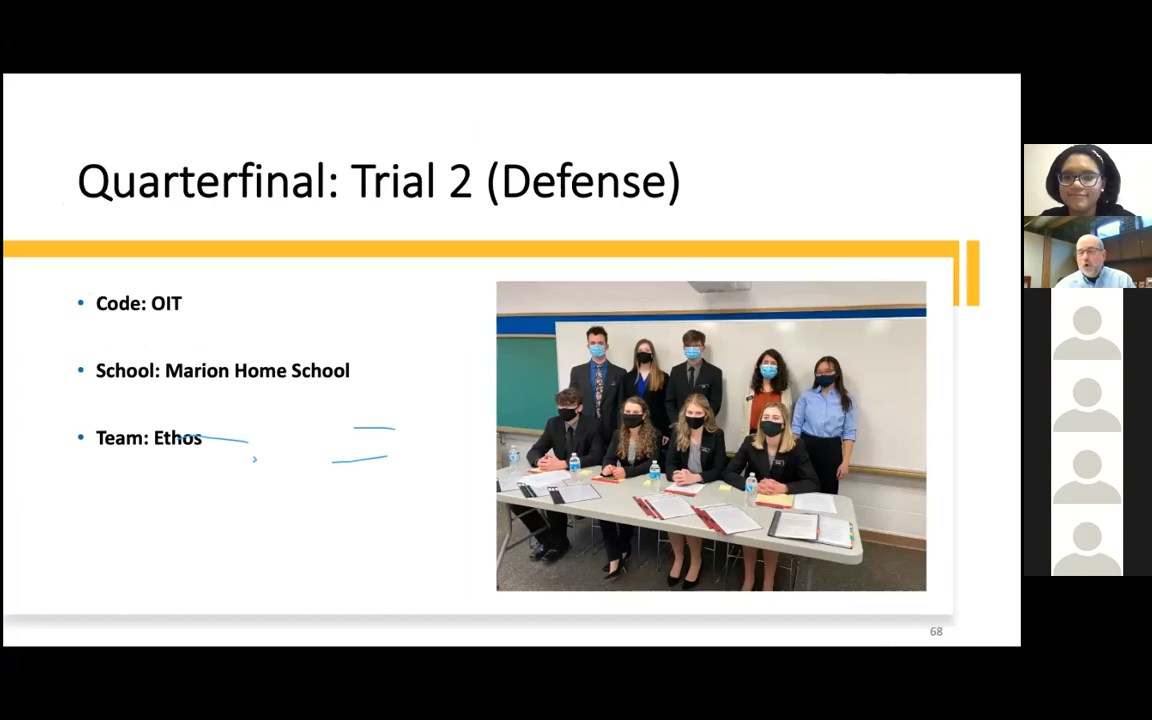 Quarterfinal: Trial 2 (Defense)
• Code: OIT
• School: Marion Home School
• Team: Ethos
68